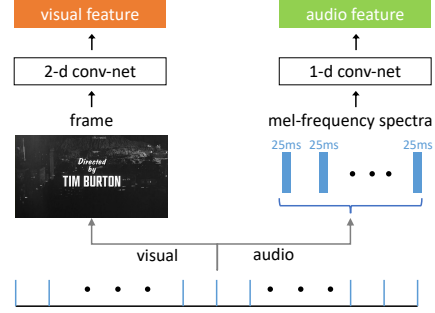 visual feature
audio feature
2-d conv-net
1-d conv-net
frame
mel-frequency spectra
25ms
25ms
25ms
Directed
by
TIM BURTON
visual
audio